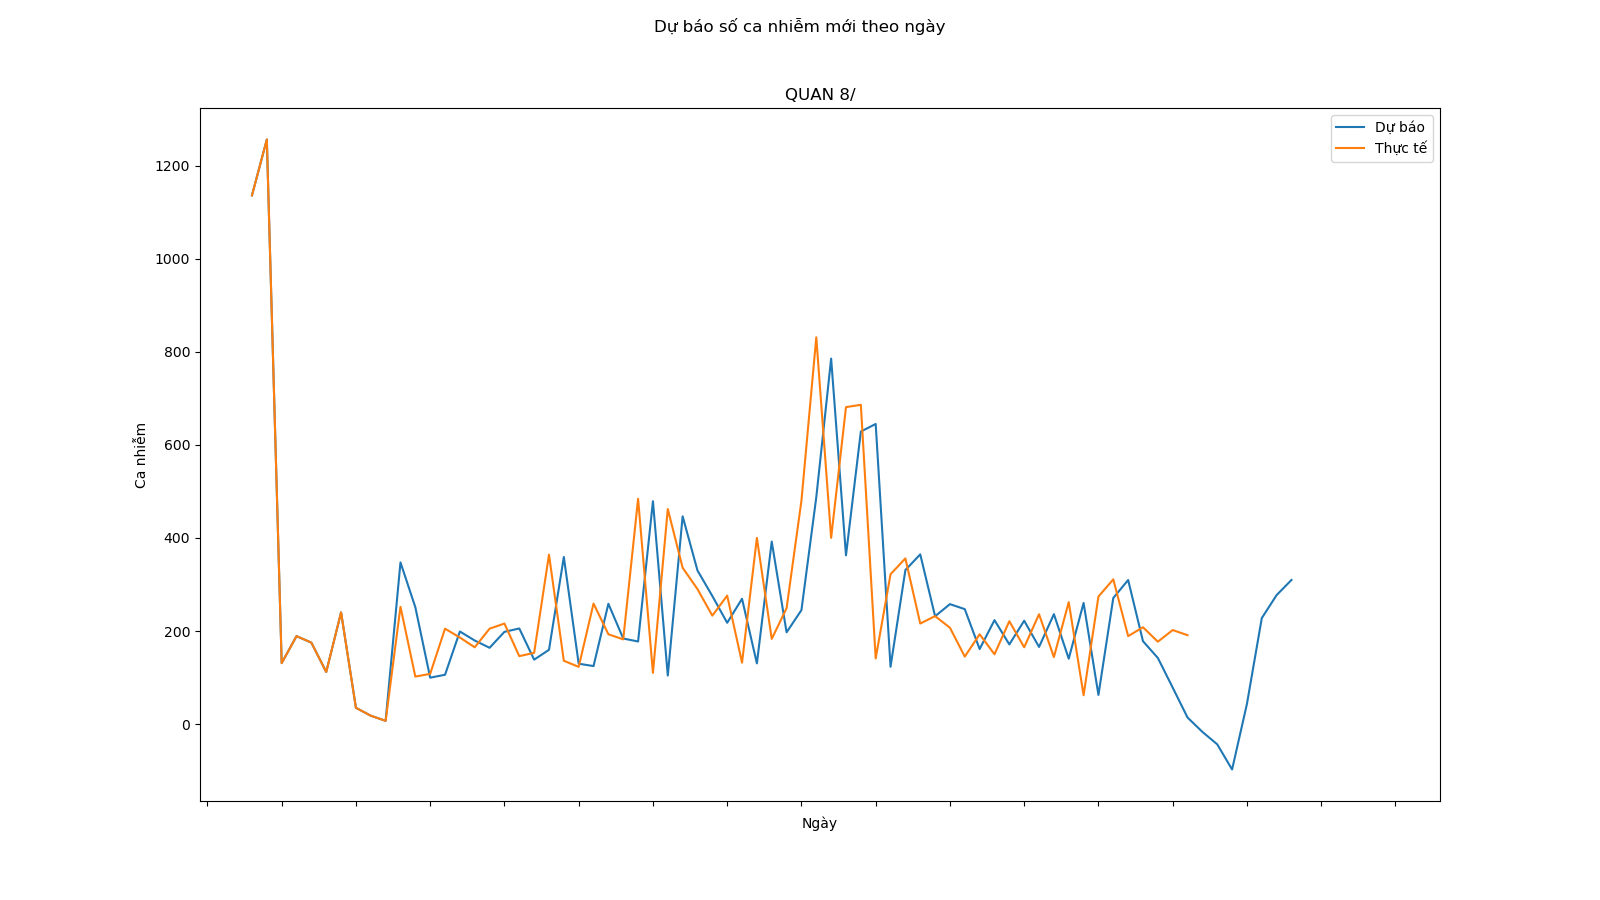 Dự báo số ca nhiễm mới theo ngày
QUAN 8/
Dự báo
Thực tế
1200
1000
800
600
400
200
0
Ca nhiễm
Ngày